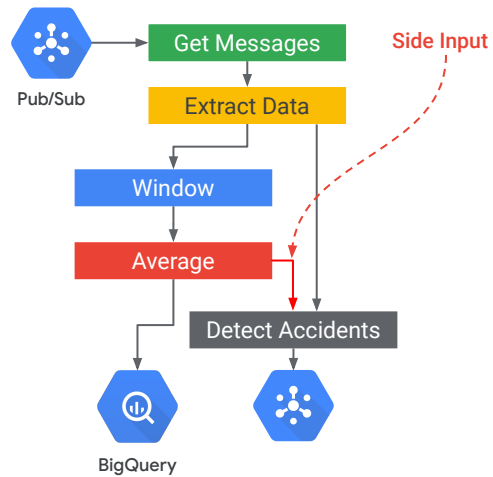 Get Messages
Side Input
Pub/Sub
Extract Data
Window
Average
Detect Accidents
BigQuery